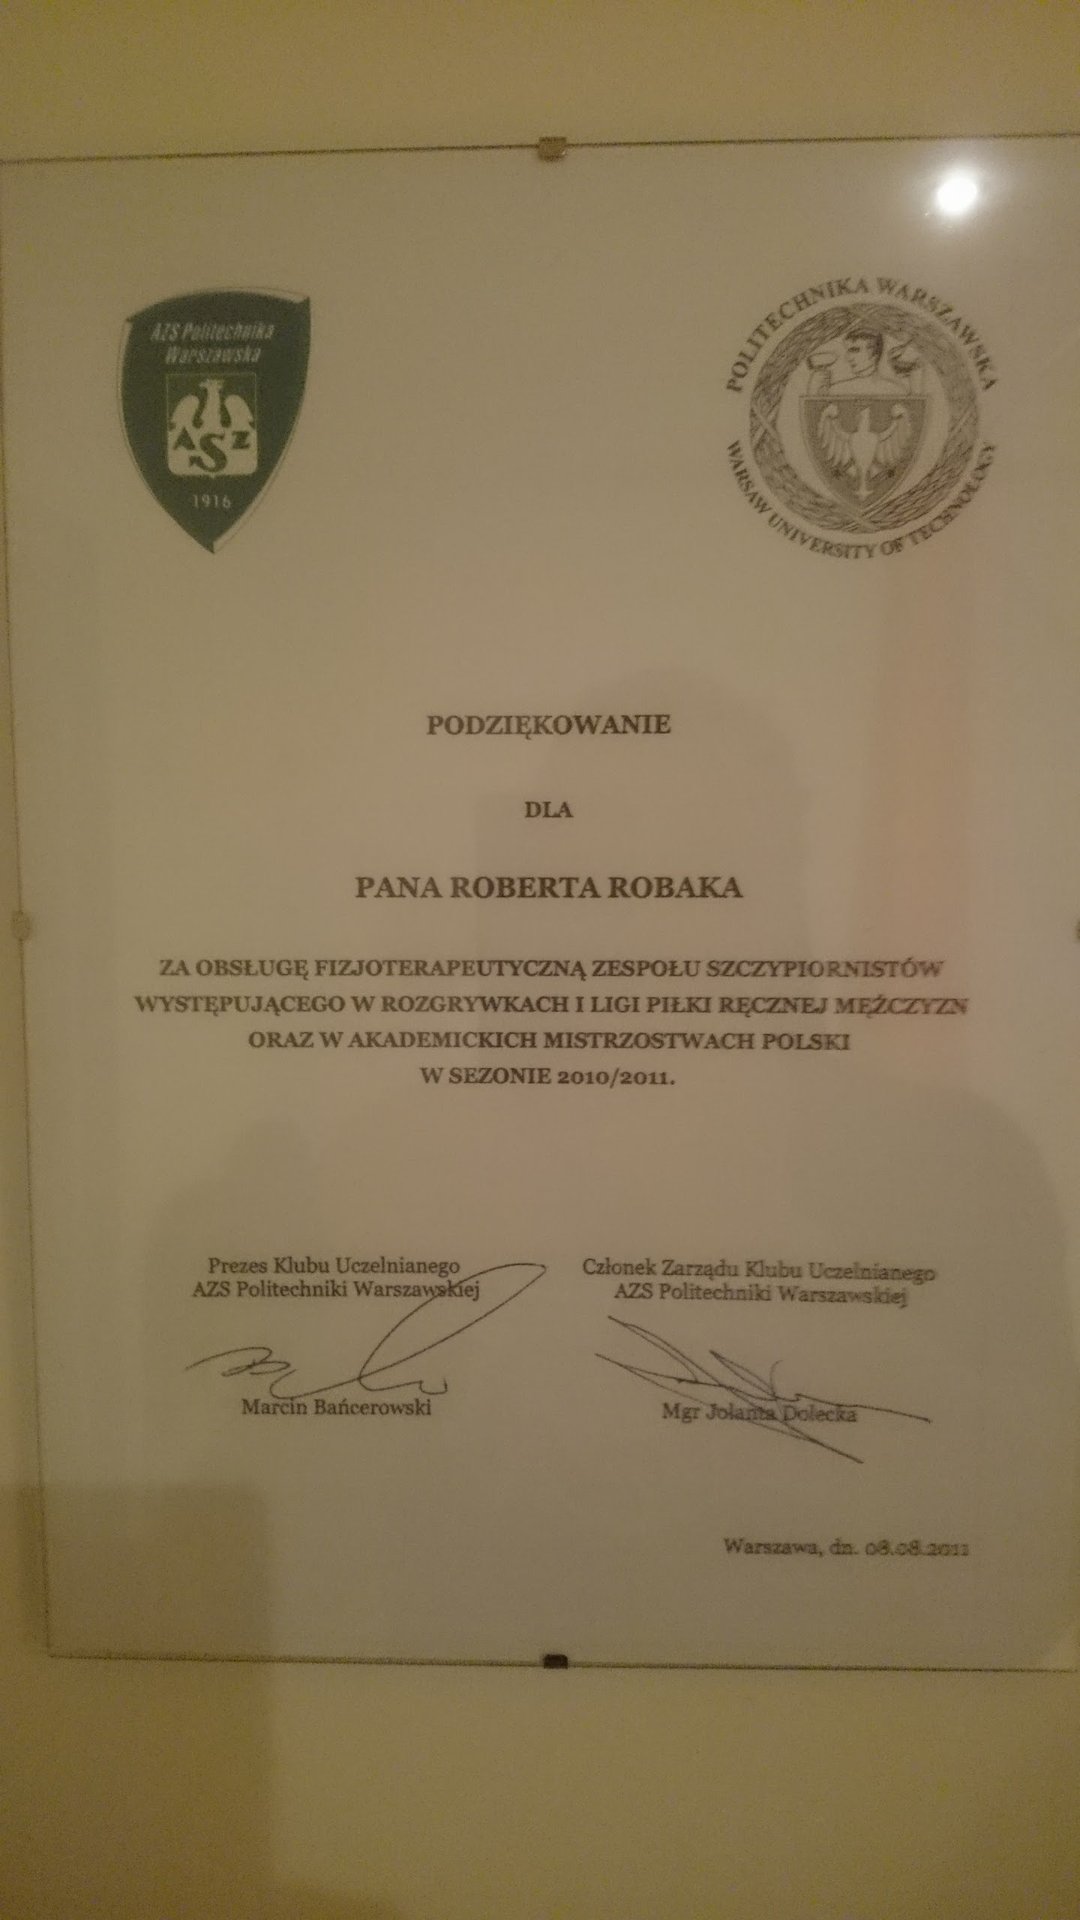 AZS Politechnika
Warszawska
AZS
1916
POLITECHNIKA WARSZAWSKA
WARSAW UNIVERSITY OF TECHNOLOGY
PODZIĘKOWANIE
DLA
PANA ROBERTA ROBAKA
ZA OBSŁUGĘ FIZJOTERAPEUTYCZNĄ ZESPOŁU SZCZYPIORNISTÓW
WYSTĘPUJĄCEGO W ROZGRYWKACH I LIGI PIŁKI RĘCZNEJ MĘŻCZYZN
ORAZ W AKADEMICKICH MISTRZOSTWACH POLSKI
W SEZONIE 2010/2011.
Prezes Klubu Uczelnianego
AZS Politechniki Warszawskiej
Marcin Bańcerowski
Członek Zarządu Klubu Uczelnianego
AZS Politechniki Warszawskiej
Mgr Jolanta Dolecka
Warszawa, dn. 08.08.2011